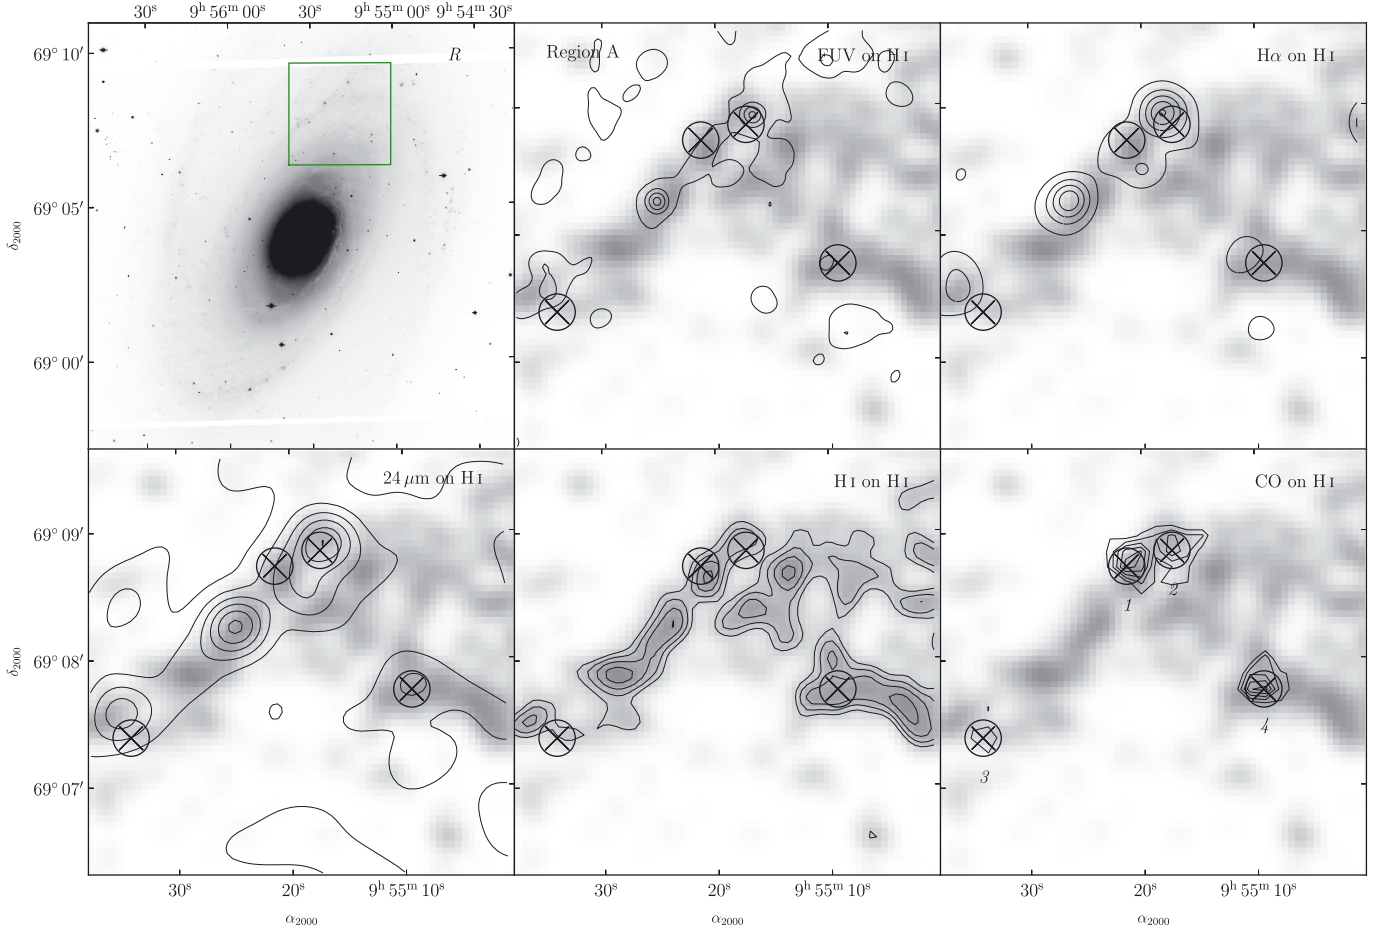 30ˢ 9ʰ 56ᵐ 00ˢ 30ˢ 9ʰ 55ᵐ 00ˢ 9ʰ 54ᵐ 30ˢ
69° 10′
R
Region A
FUV on H I
Hα on H I
69° 05′
δ₂₀₀₀
69° 00′
24 μm on H I
H I on H I
CO on H I
69° 09′
1
2
69° 08′
δ₂₀₀₀
4
3
69° 07′
30ˢ 20ˢ 9ʰ 55ᵐ 10ˢ 30ˢ 20ˢ 9ʰ 55ᵐ 10ˢ 30ˢ 20ˢ 9ʰ 55ᵐ 10ˢ
α₂₀₀₀ α₂₀₀₀ α₂₀₀₀